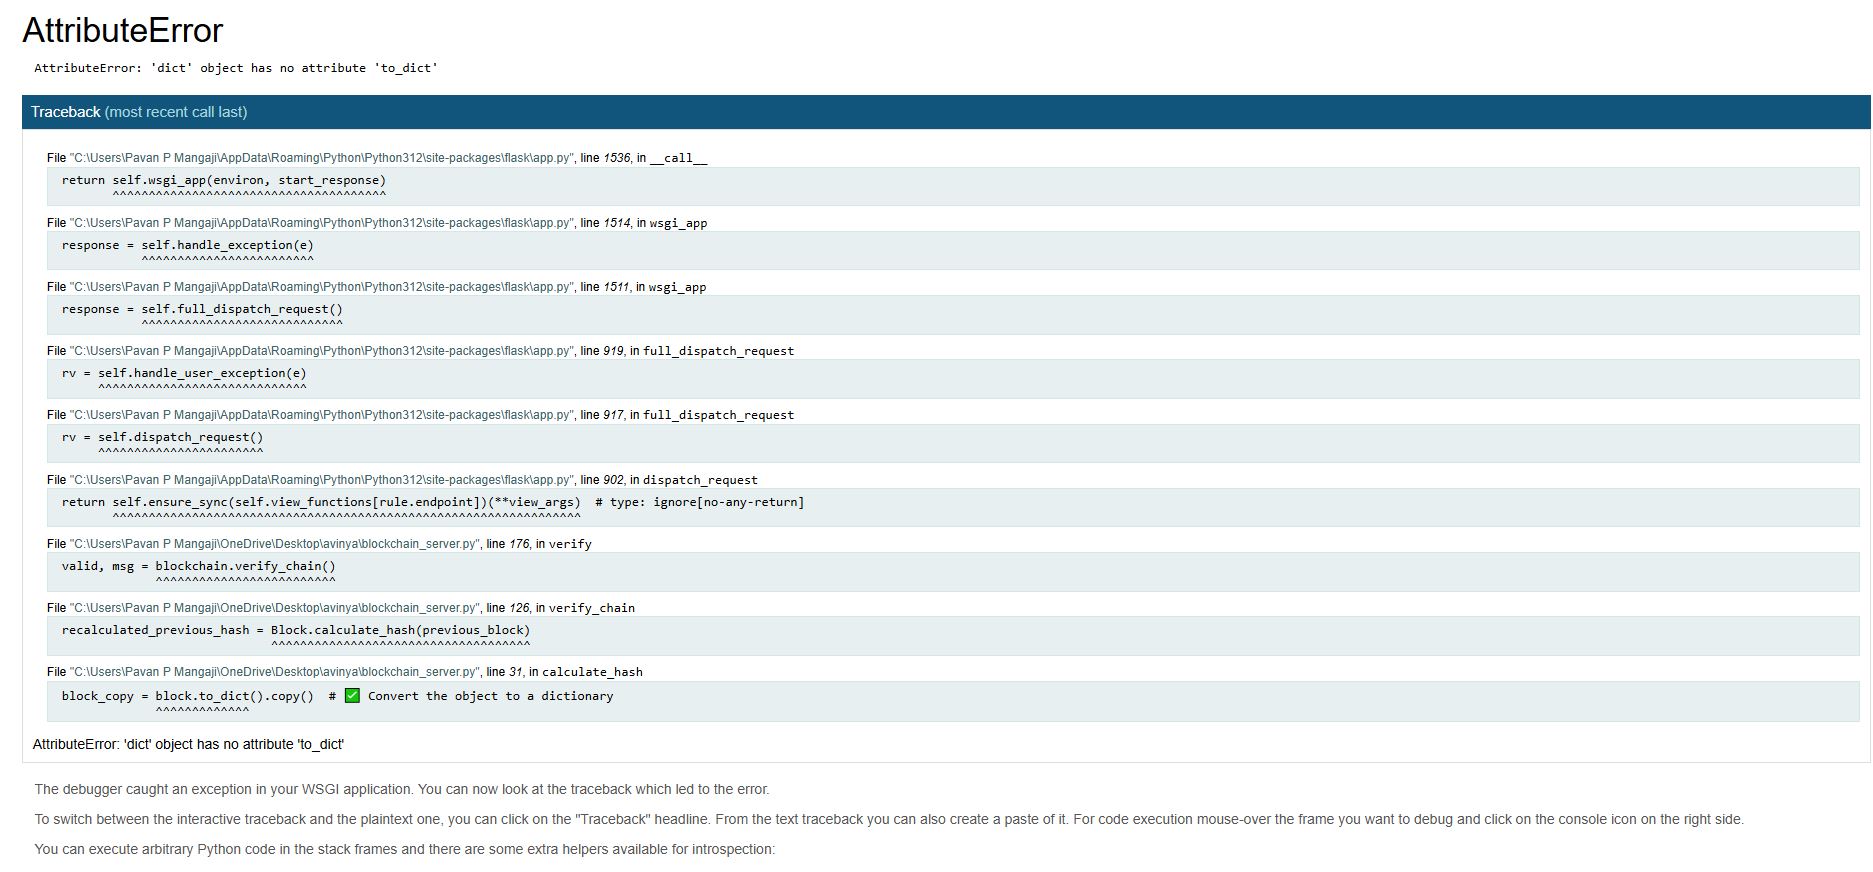 AttributeError
AttributeError: 'dict' object has no attribute 'to_dict'
Traceback (most recent call last)
File "C:\Users\Pavan P Mangaji\AppData\Roaming\Python\Python312\site-packages\flask\app.py", line 1536, in __call__
return self.wsgi_app(environ, start_response)
^^^^^^^^^^^^^^^^^^^^^^^^^^^^^^^^^^^^^^
File "C:\Users\Pavan P Mangaji\AppData\Roaming\Python\Python312\site-packages\flask\app.py", line 1514, in wsgi_app
response = self.handle_exception(e)
^^^^^^^^^^^^^^^^^^^^^^^^
File "C:\Users\Pavan P Mangaji\AppData\Roaming\Python\Python312\site-packages\flask\app.py", line 1511, in wsgi_app
response = self.full_dispatch_request()
^^^^^^^^^^^^^^^^^^^^^^^^^^^^
File "C:\Users\Pavan P Mangaji\AppData\Roaming\Python\Python312\site-packages\flask\app.py", line 919, in full_dispatch_request
rv = self.handle_user_exception(e)
^^^^^^^^^^^^^^^^^^^^^^^^^^^^^
File "C:\Users\Pavan P Mangaji\AppData\Roaming\Python\Python312\site-packages\flask\app.py", line 917, in full_dispatch_request
rv = self.dispatch_request()
^^^^^^^^^^^^^^^^^^^^^^^
File "C:\Users\Pavan P Mangaji\AppData\Roaming\Python\Python312\site-packages\flask\app.py", line 902, in dispatch_request
return self.ensure_sync(self.view_functions[rule.endpoint])(**view_args)  # type: ignore[no-any-return]
^^^^^^^^^^^^^^^^^^^^^^^^^^^^^^^^^^^^^^^^^^^^^^^^^^^^^^^^^^^^^^^^^
File "C:\Users\Pavan P Mangaji\OneDrive\Desktop\avinya\blockchain_server.py", line 176, in verify
valid, msg = blockchain.verify_chain()
^^^^^^^^^^^^^^^^^^^^^^^^^
File "C:\Users\Pavan P Mangaji\OneDrive\Desktop\avinya\blockchain_server.py", line 126, in verify_chain
recalculated_previous_hash = Block.calculate_hash(previous_block)
^^^^^^^^^^^^^^^^^^^^^^^^^^^^^^^^^^^^
File "C:\Users\Pavan P Mangaji\OneDrive\Desktop\avinya\blockchain_server.py", line 31, in calculate_hash
block_copy = block.to_dict().copy()  # ✅ Convert the object to a dictionary
^^^^^^^^^^^^^
AttributeError: 'dict' object has no attribute 'to_dict'
The debugger caught an exception in your WSGI application. You can now look at the traceback which led to the error.
To switch between the interactive traceback and the plaintext one, you can click on the "Traceback" headline. From the text traceback you can also create a paste of it. For code execution mouse-over the frame you want to debug and click on the console icon on the right side.
You can execute arbitrary Python code in the stack frames and there are some extra helpers available for introspection: